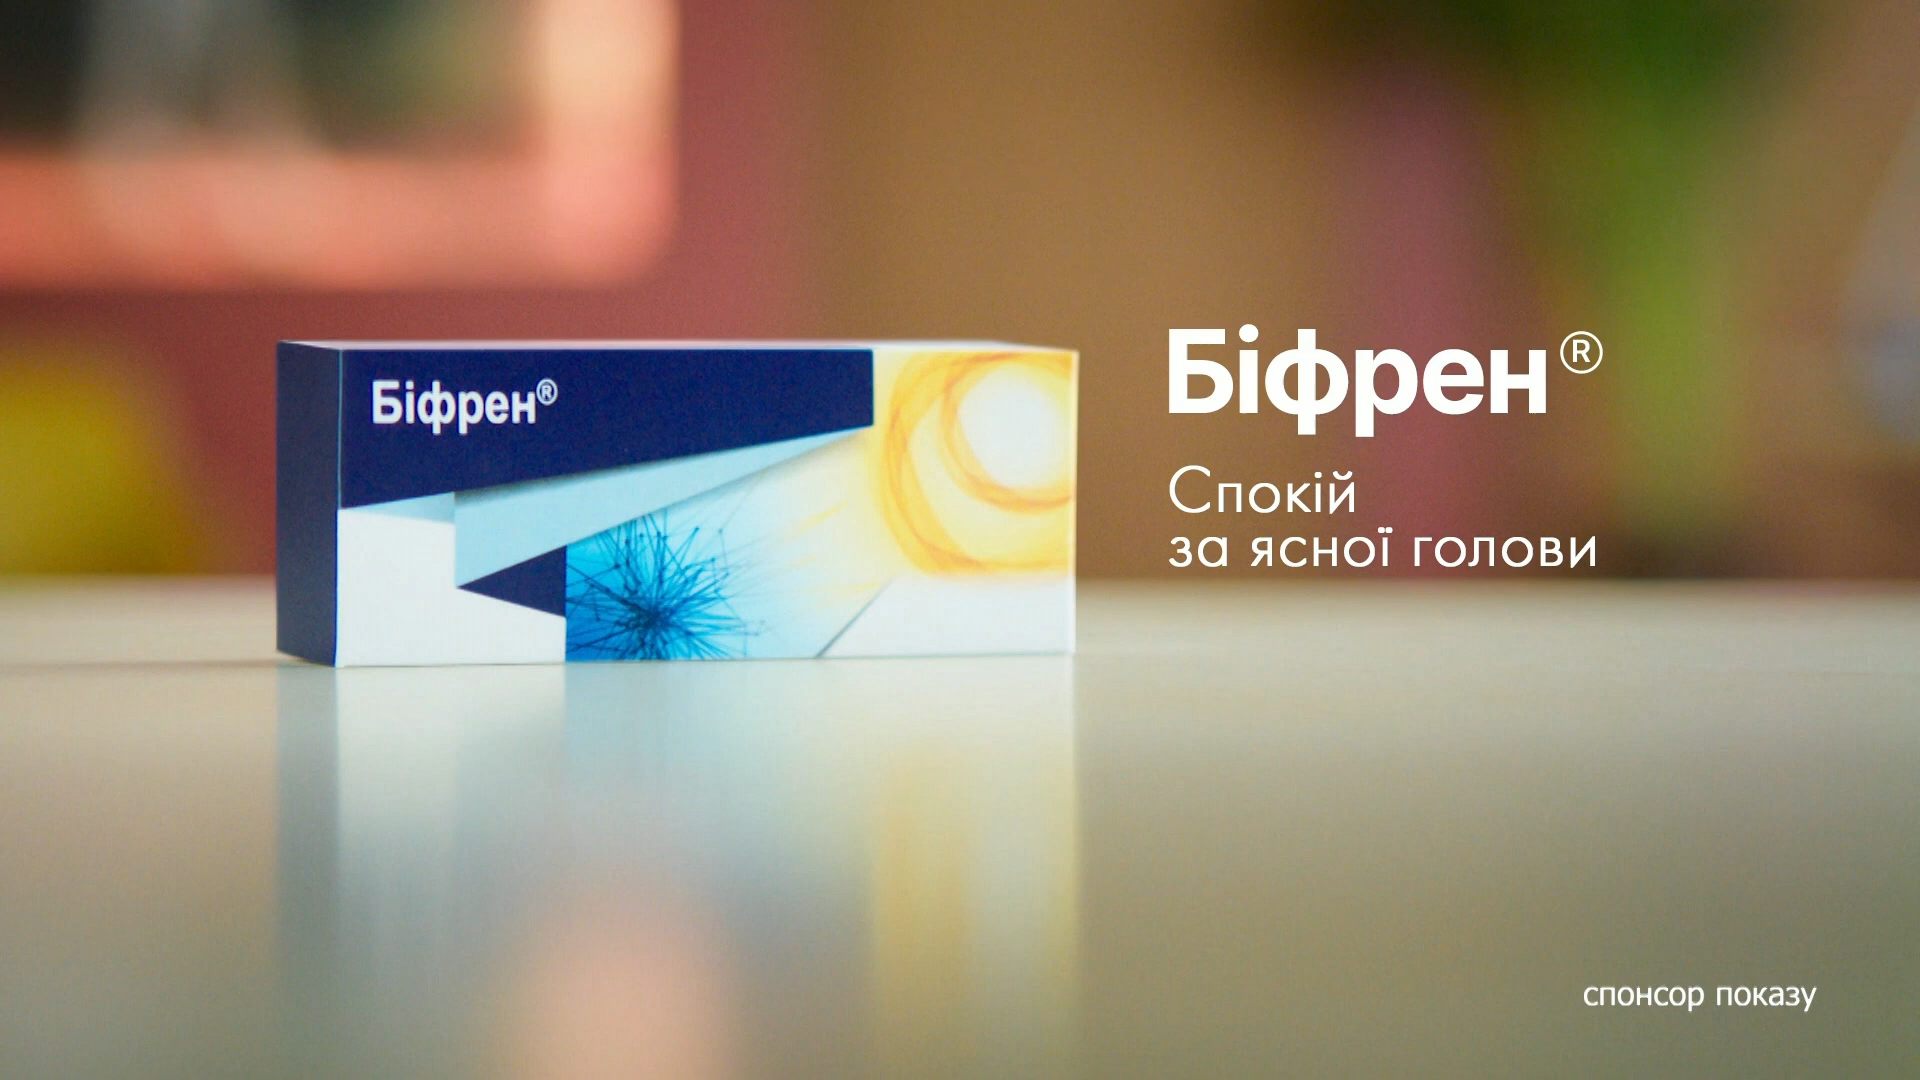 Біфрен®
Біфрен®
Спокій
за ясної голови
спонсор показу